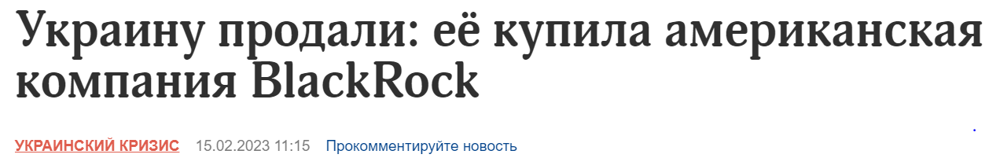 Украину продали: её купила американская
компания BlackRock
УКРАИНСКИЙ КРИЗИС 15.02.2023 11:15 Прокомментируйте новость